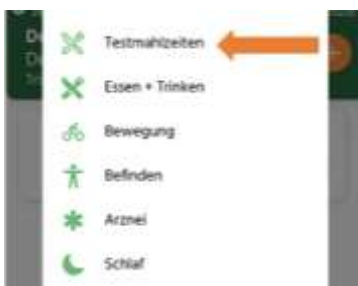 Testmahlzeiten
Essen + Trinken
Bewegung
Befinden
Arznei
Schlaf